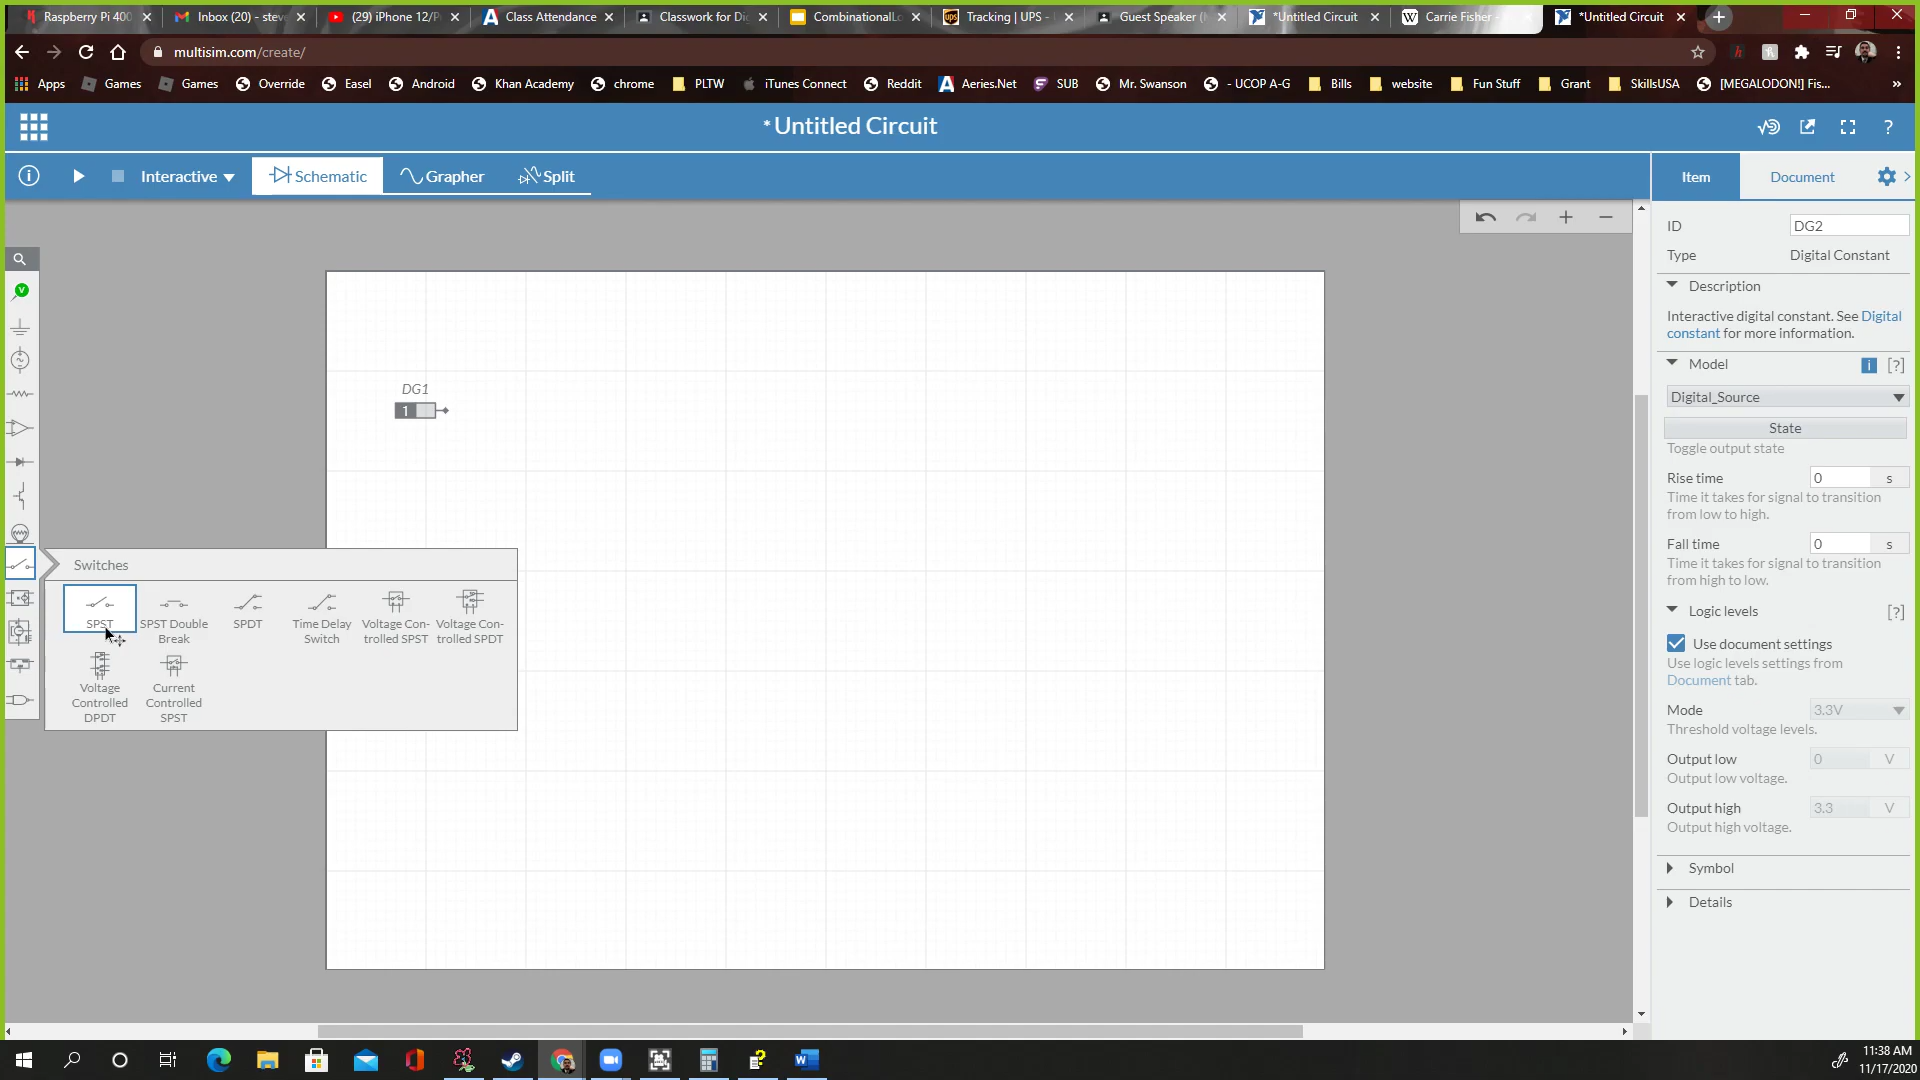 Raspberry Pi 400
Inbox (20) - steve
(29) iPhone 12/P
Class Attendance
Classwork for Di
CombinationalLo
Tracking | UPS -
Guest Speaker (
*Untitled Circuit
Carrie Fisher -
*Untitled Circuit
multisim.com/create/
Apps
Games
Games
Override
Easel
Android
Khan Academy
chrome
PLTW
iTunes Connect
Reddit
Aeries.Net
SUB
Mr. Swanson
- UCOP A-G
Bills
website
Fun Stuff
Grant
SkillsUSA
[MEGALODON!] Fis...
»
*Untitled Circuit
?
Interactive
Schematic
Grapher
Split
Item
Document
ID
DG2
Type
Digital Constant
Description
Interactive digital constant. See Digital
constant for more information.
Model
i
[?]
Digital_Source
State
Toggle output state
Rise time
0
s
Time it takes for signal to transition
from low to high.
Fall time
0
s
Time it takes for signal to transition
from high to low.
Logic levels
[?]
Use document settings
Use logic levels settings from
Document tab.
Mode
3.3V
Threshold voltage levels.
Output low
0
V
Output low voltage.
Output high
3.3
V
Output high voltage.
Symbol
Details
V
DG1
1
Switches
SPST
SPST Double
Break
SPDT
Time Delay
Switch
Voltage Con-
trolled SPST
Voltage Con-
trolled SPDT
Voltage
Controlled
DPDT
Current
Controlled
SPST
11:38 AM
11/17/2020